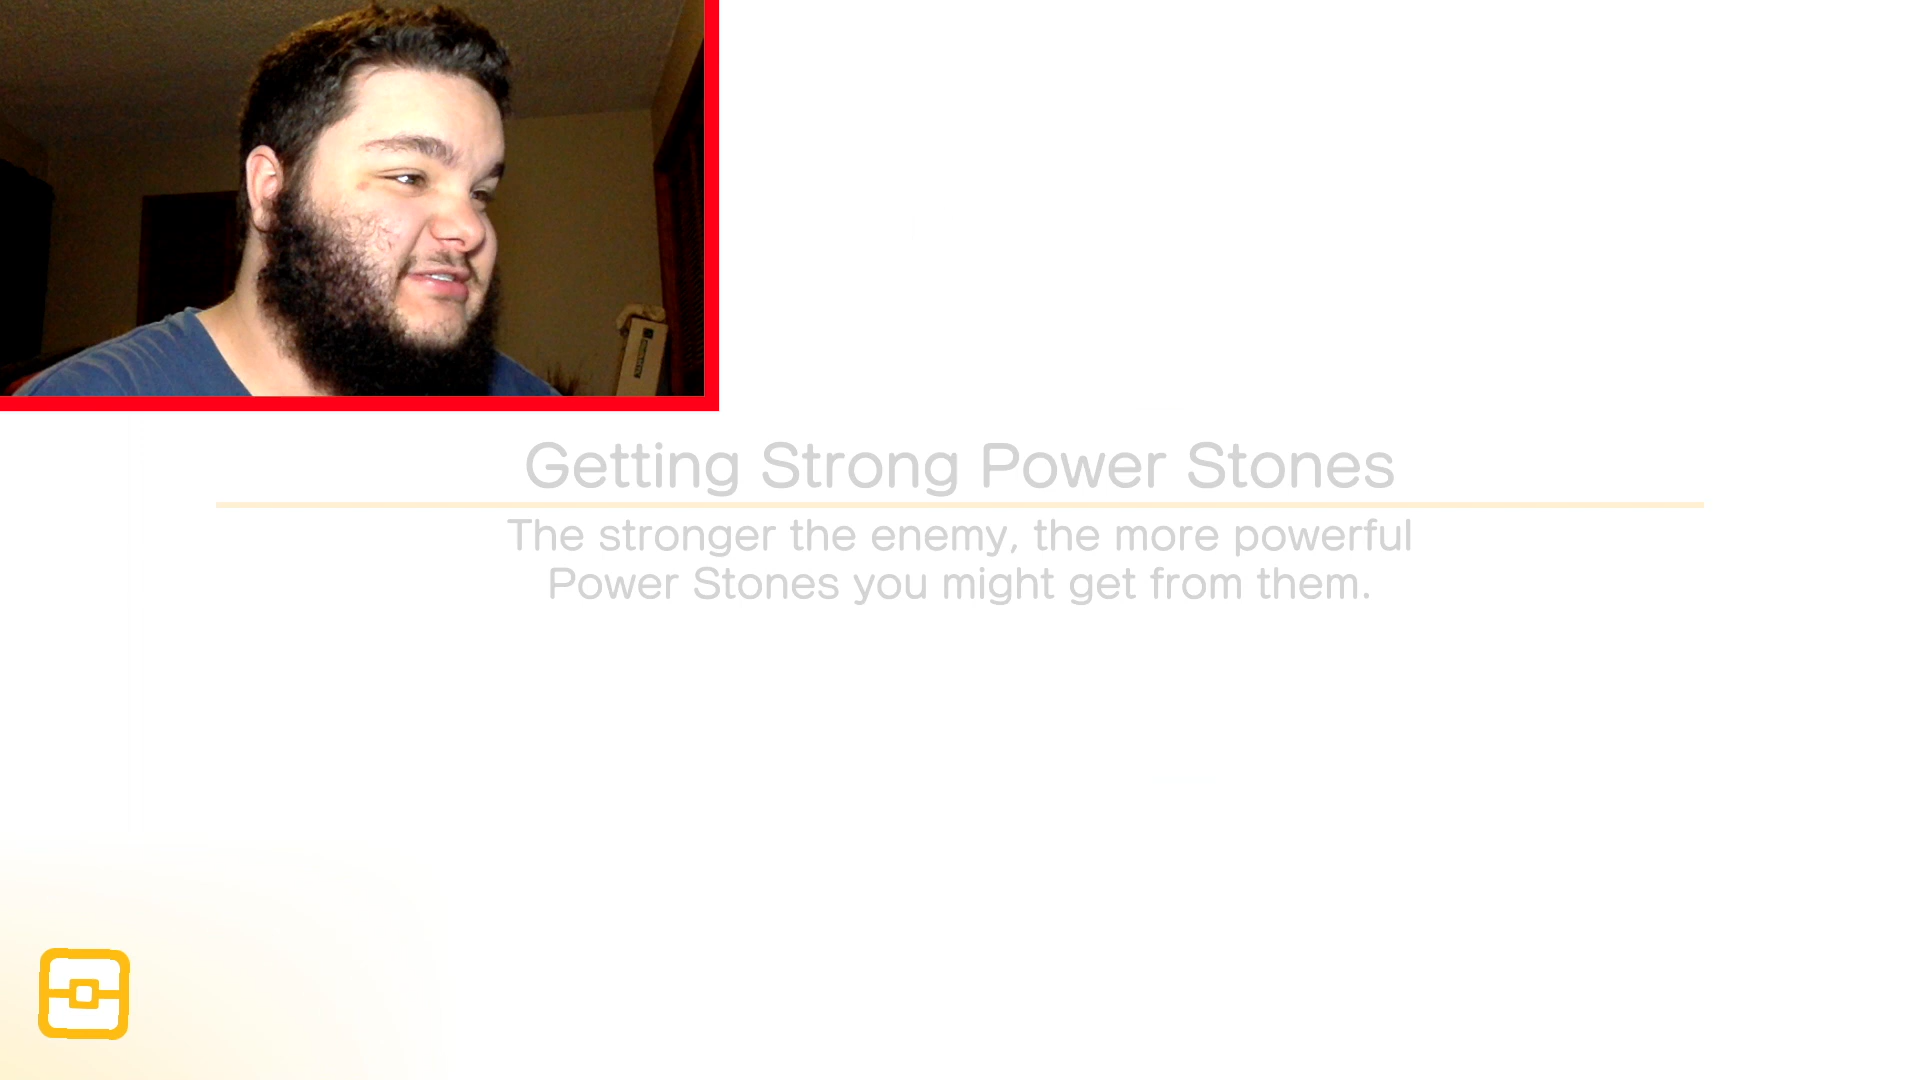 Getting Strong Power Stones
The stronger the enemy, the more powerful
Power Stones you might get from them.